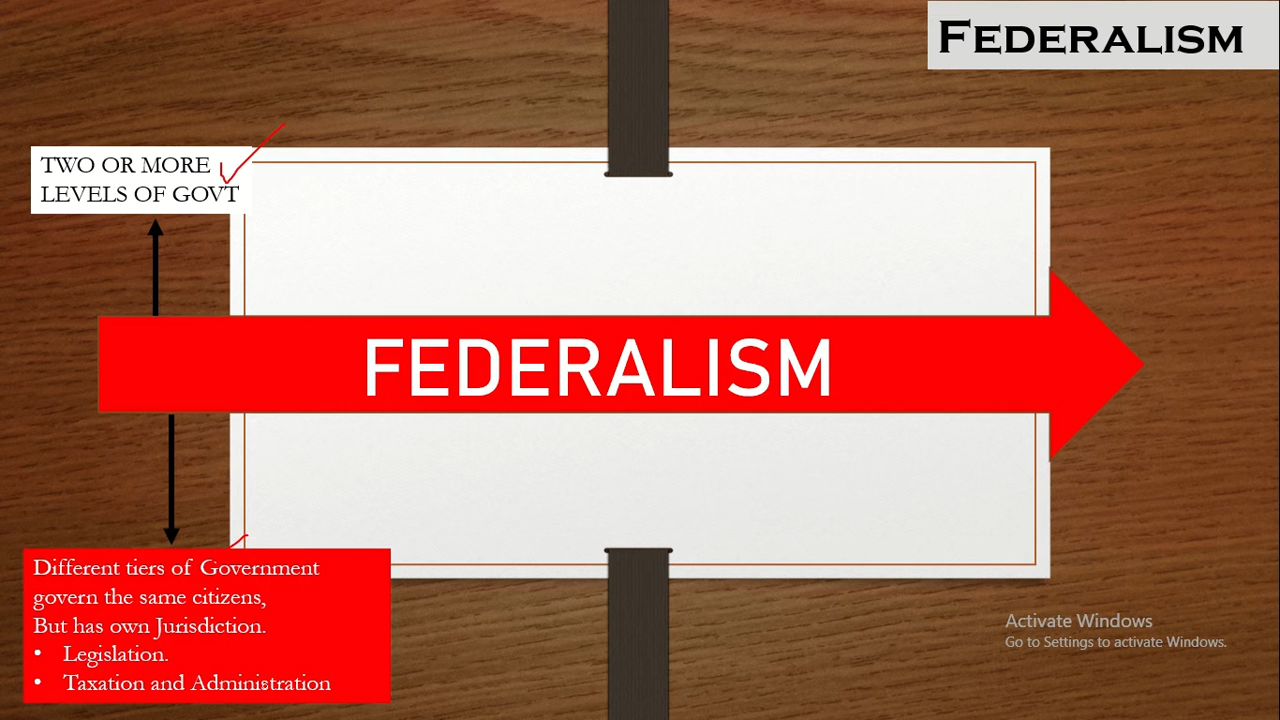 FEDERALISM
TWO OR MORE
LEVELS OF GOVT
FEDERALISM
Different tiers of Government
govern the same citizens,
But has own Jurisdiction.
• Legislation.
• Taxation and Administration
Activate Windows
Go to Settings to activate Windows.